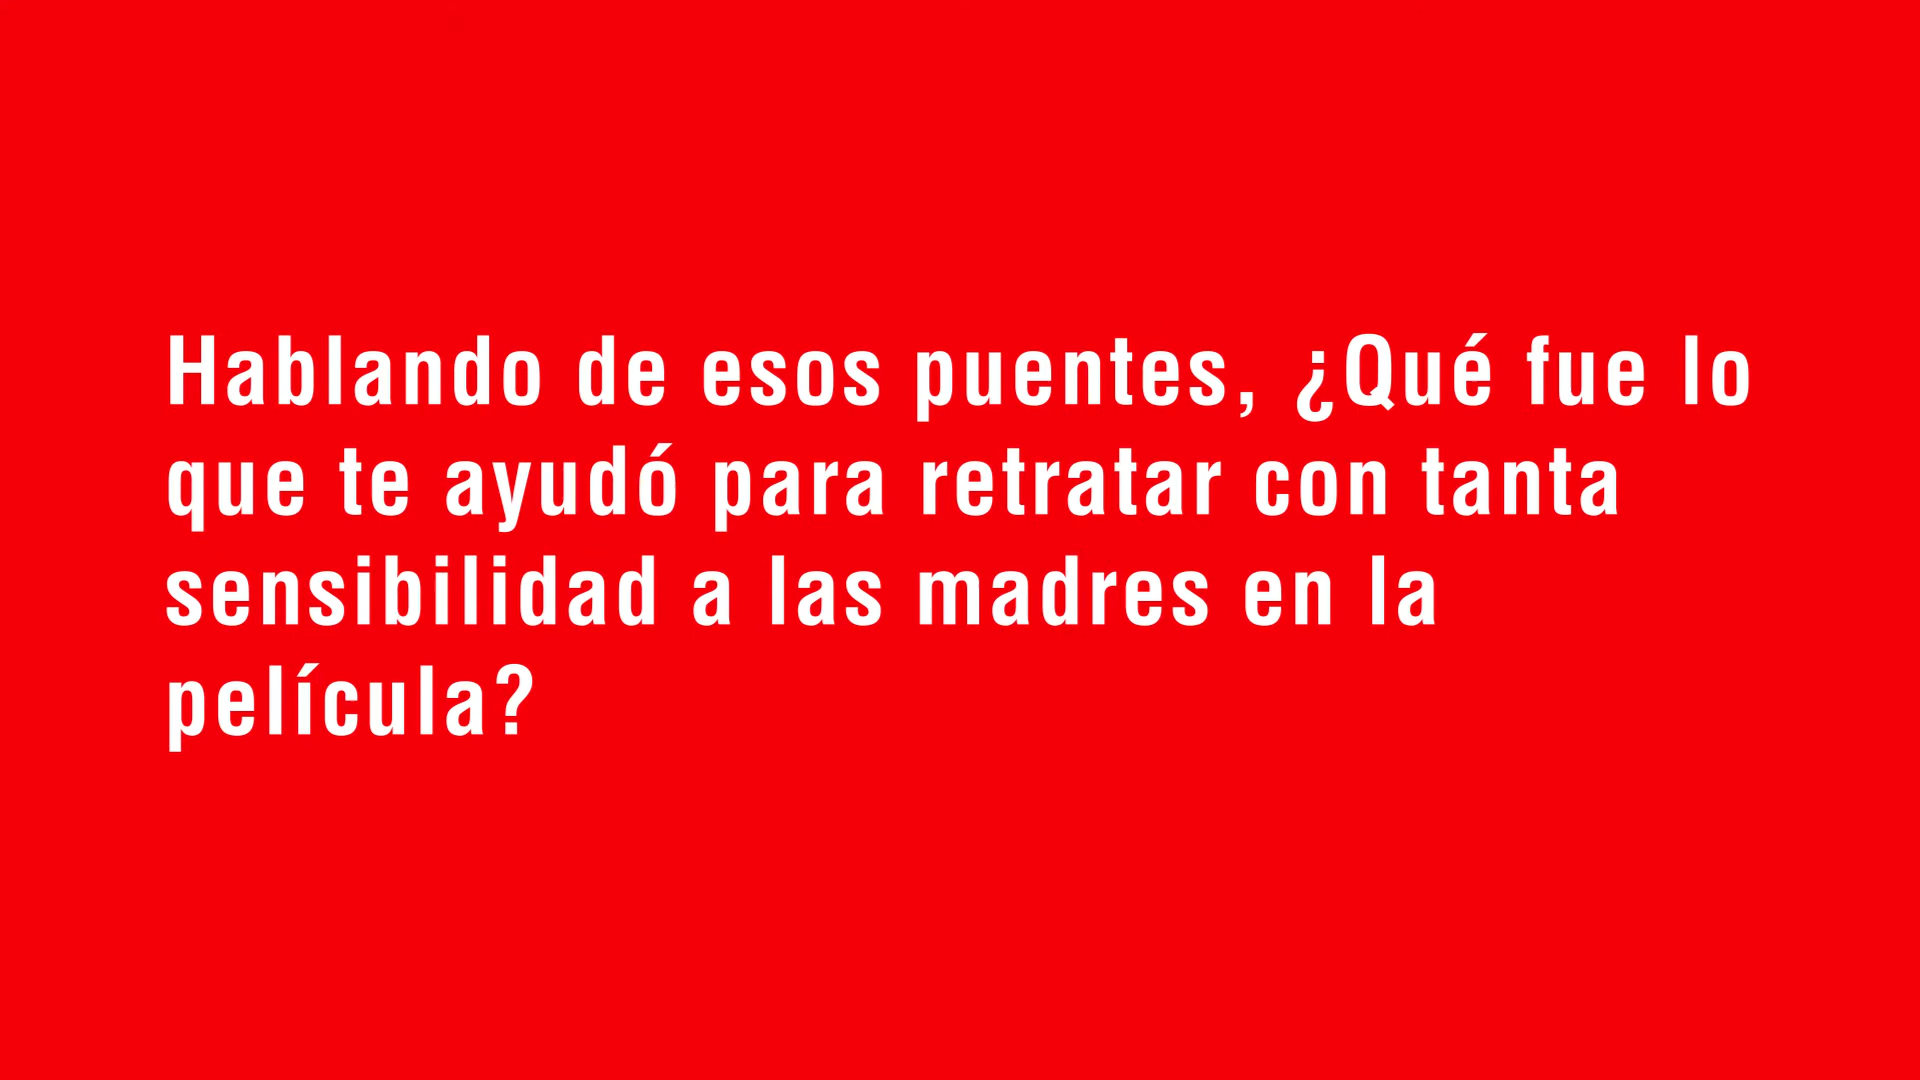 Hablando de esos puentes, ¿Qué fue lo
que te ayudó para retratar con tanta
sensibilidad a las madres en la
película?